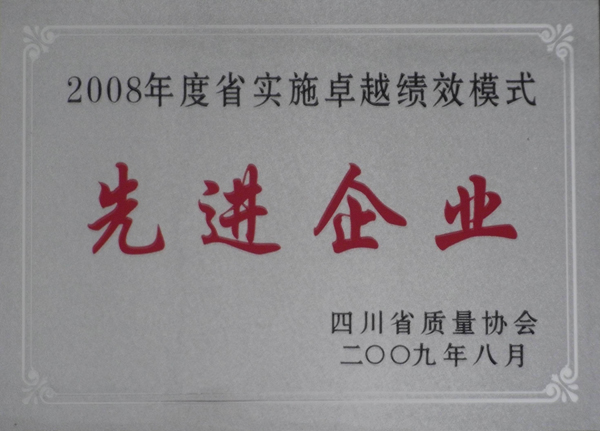 2008年度省实施卓越绩效模式
先进企业
四川省质量协会
二〇〇九年八月